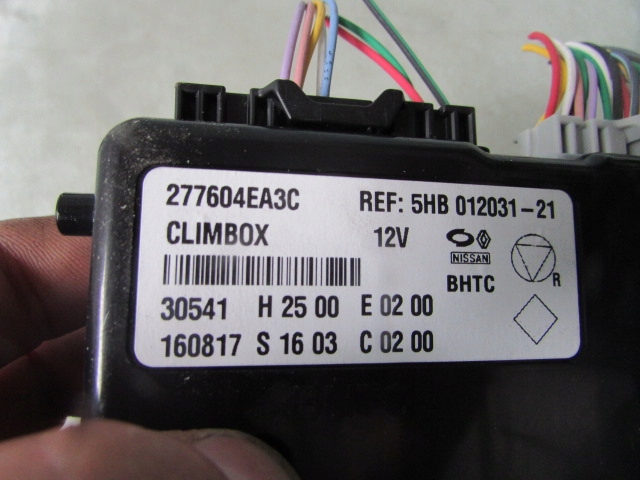 277604EA3C REF: 5HB 012031-21
CLIMBOX 12V
NISSAN
BHTC R
30541 H 25 00 E 02 00
160817 S 16 03 C 02 00